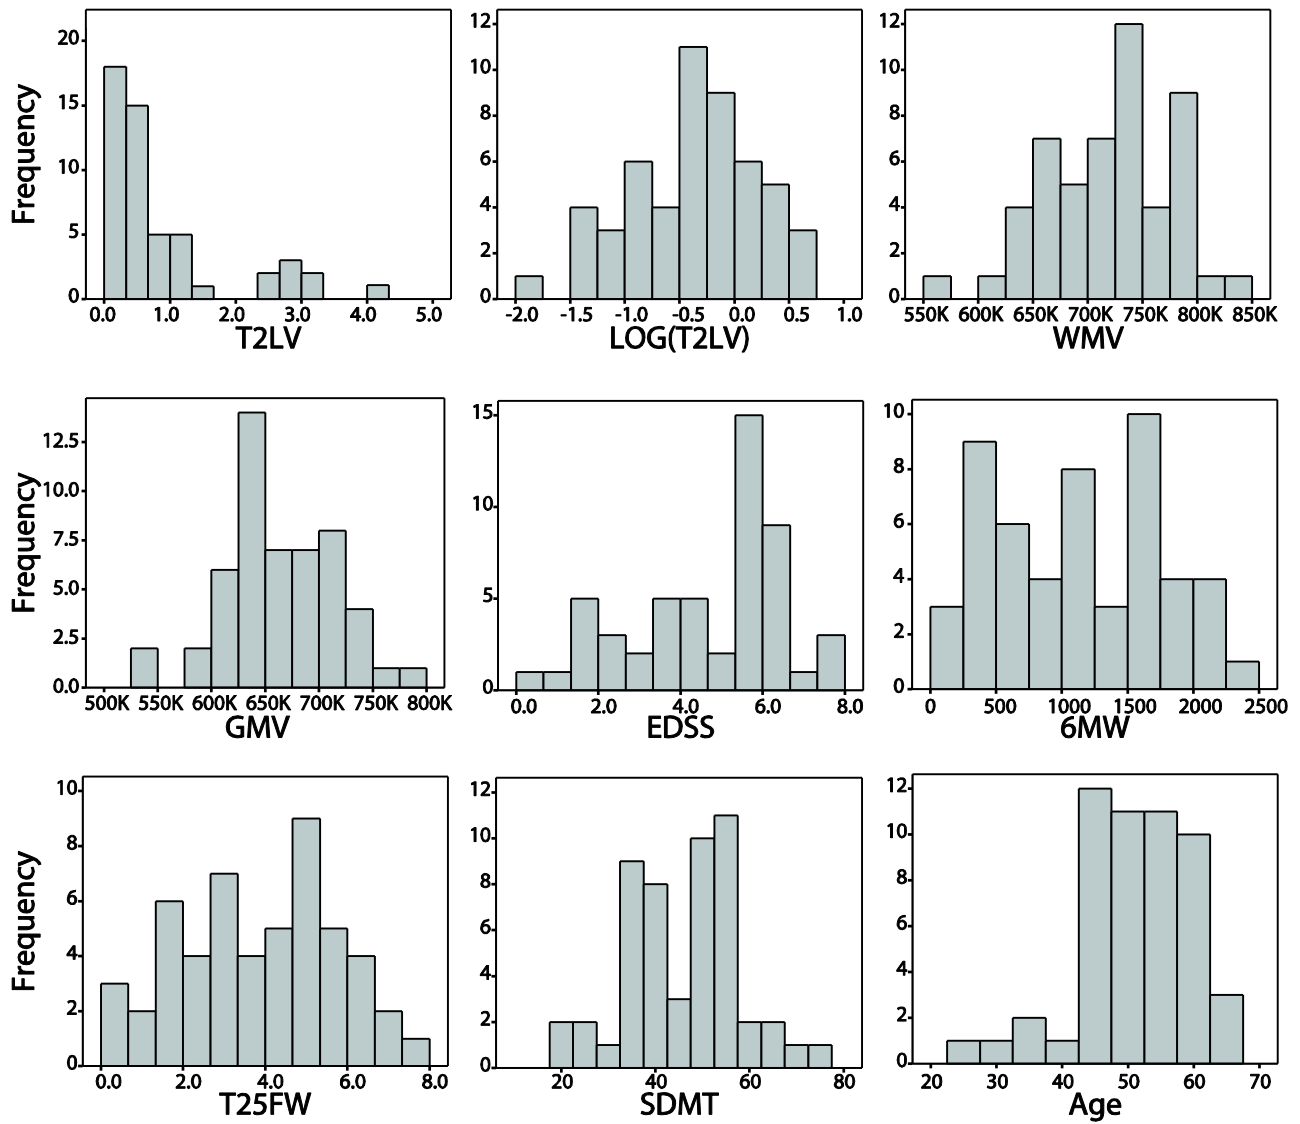 Frequency
20
15
10
5
0
0.0 1.0 2.0 3.0 4.0 5.0
T2LV
12
10
8
6
4
2
0
-2.0 -1.5 -1.0 -0.5 0.0 0.5 1.0
LOG(T2LV)
12
10
8
6
4
2
0
550K 600K 650K 700K 750K 800K 850K
WMV
Frequency
12.5
10.0
7.5
5.0
2.5
0.0
500K 550K 600K 650K 700K 750K 800K
GMV
15
10
5
0
0.0 2.0 4.0 6.0 8.0
EDSS
10
8
6
4
2
0
0 500 1000 1500 2000 2500
6MW
Frequency
10
8
6
4
2
0
0.0 2.0 4.0 6.0 8.0
T25FW
12
10
8
6
4
2
0
20 40 60 80
SDMT
12
10
8
6
4
2
0
20 30 40 50 60 70
Age